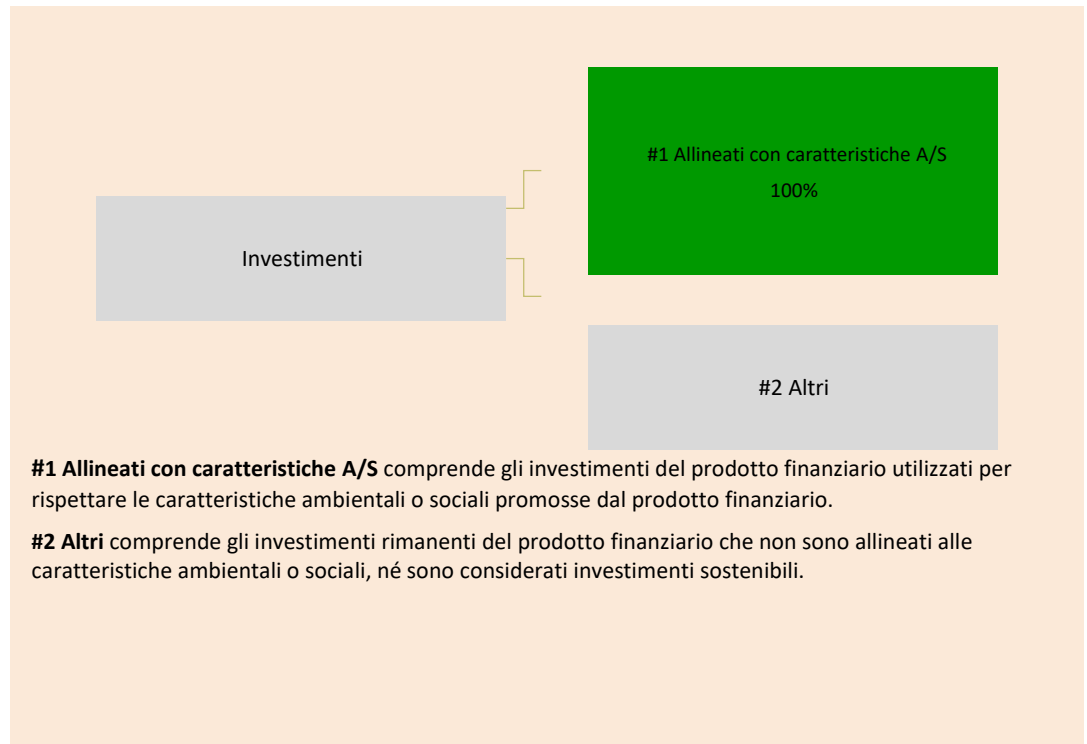 #1 Allineati con caratteristiche A/S
100%
Investimenti
#2 Altri
#1 Allineati con caratteristiche A/S comprende gli investimenti del prodotto finanziario utilizzati per
rispettare le caratteristiche ambientali o sociali promosse dal prodotto finanziario.
#2 Altri comprende gli investimenti rimanenti del prodotto finanziario che non sono allineati alle
caratteristiche ambientali o sociali, né sono considerati investimenti sostenibili.